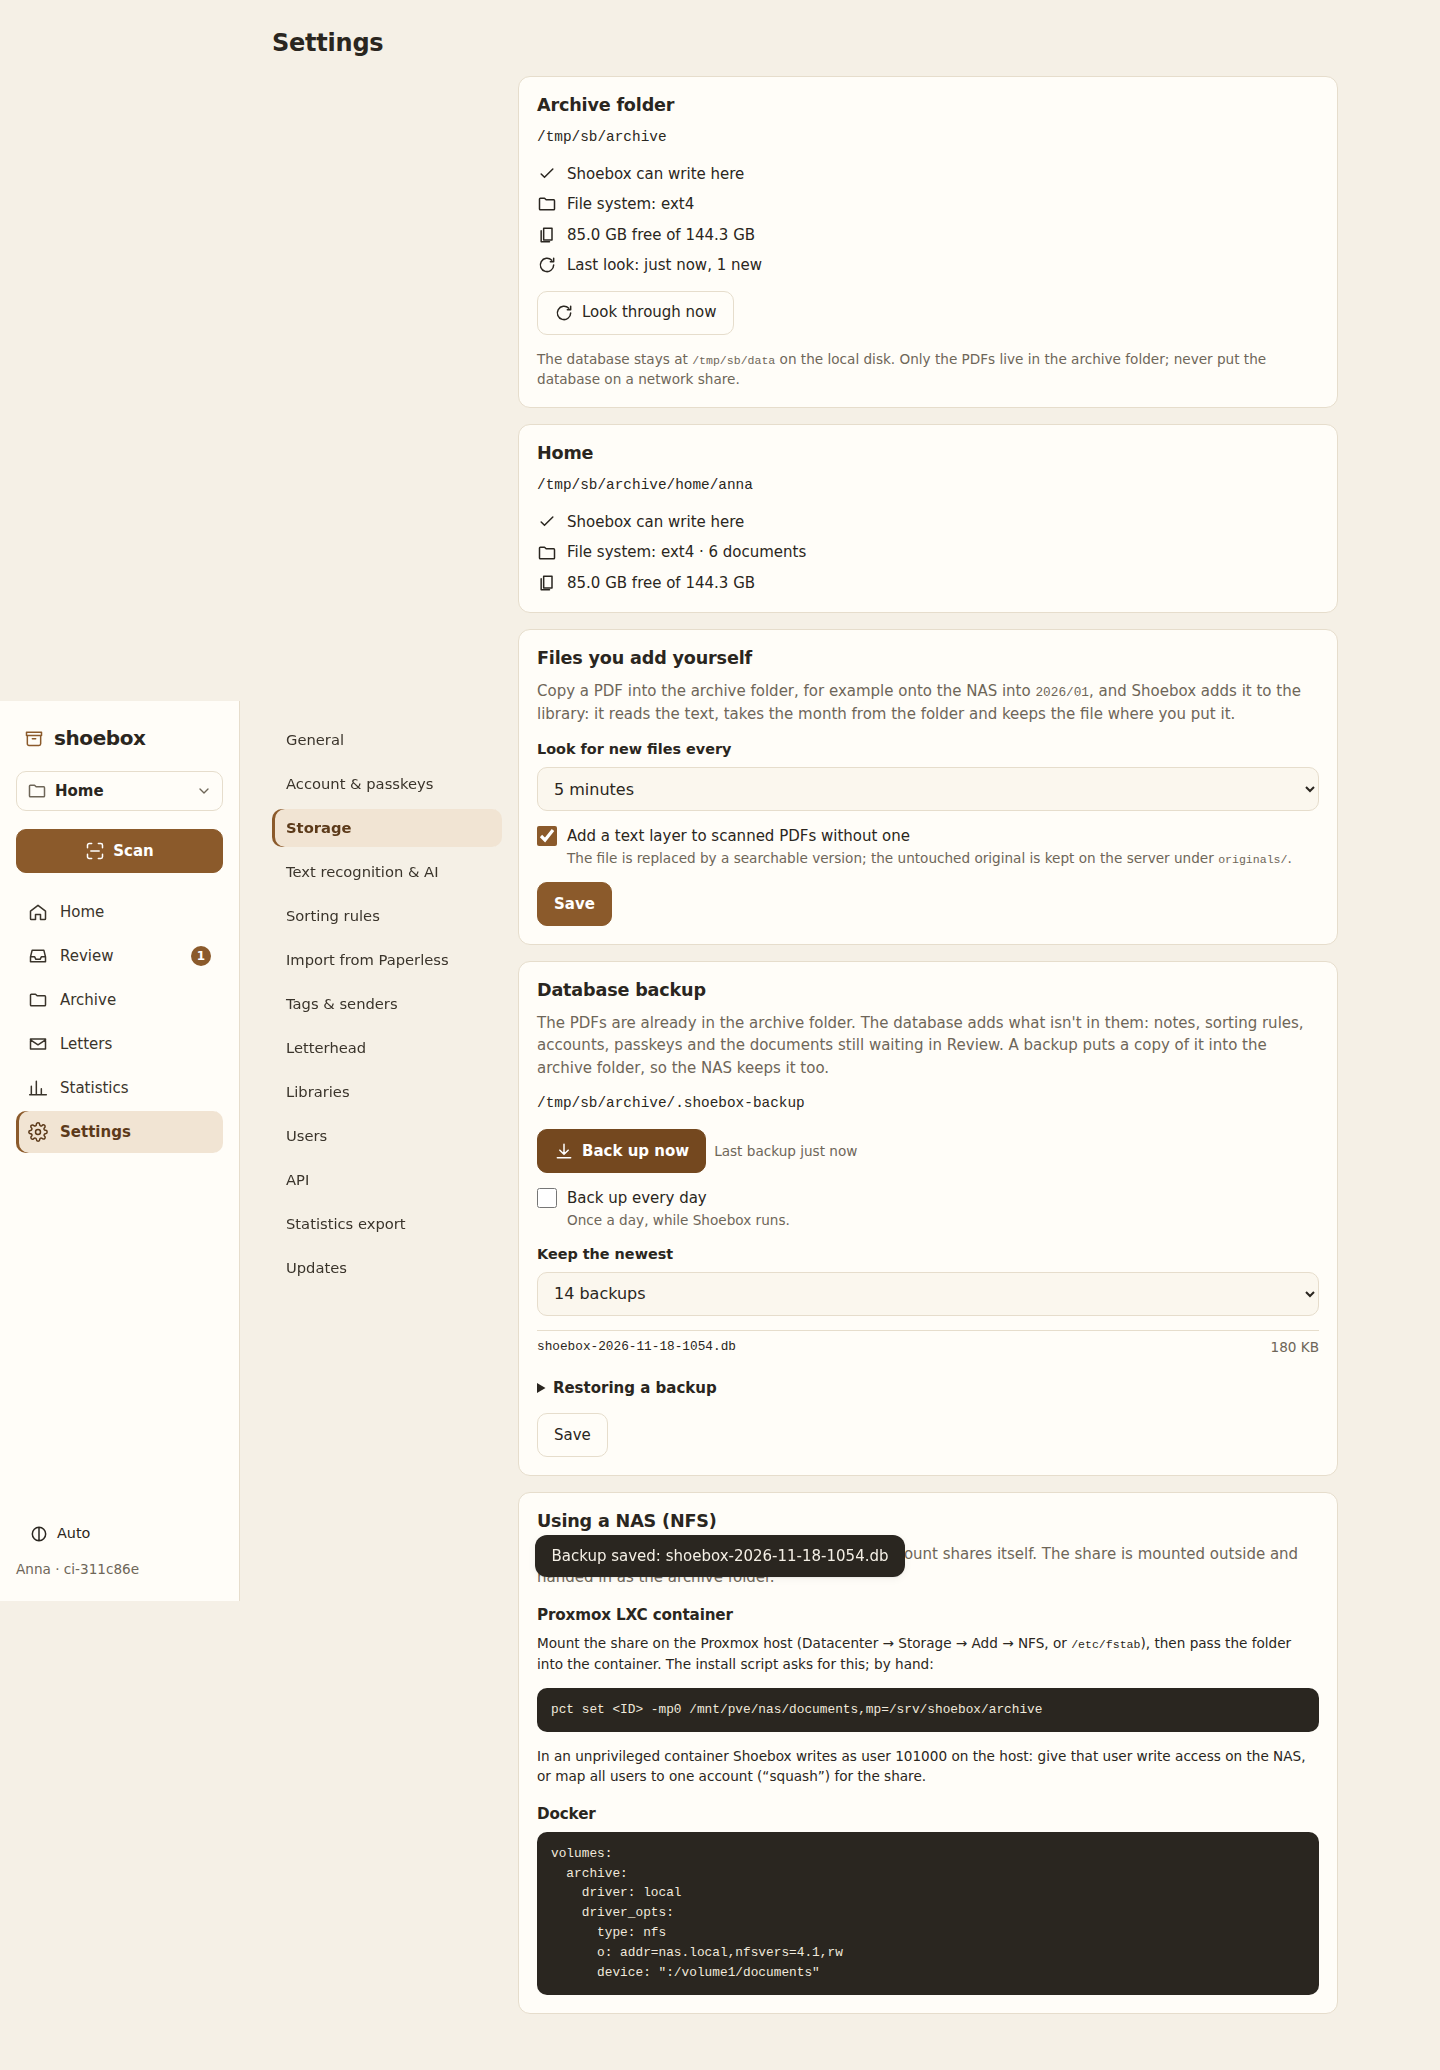 Settings
Archive folder
/tmp/sb/archive
Shoebox can write here
File system: ext4
85.0 GB free of 144.3 GB
Last look: just now, 1 new
Look through now
The database stays at /tmp/sb/data on the local disk. Only the PDFs live in the archive folder; never put the
database on a network share.
Home
/tmp/sb/archive/home/anna
Shoebox can write here
File system: ext4 · 6 documents
85.0 GB free of 144.3 GB
Files you add yourself
Copy a PDF into the archive folder, for example onto the NAS into 2026/01, and Shoebox adds it to the
library: it reads the text, takes the month from the folder and keeps the file where you put it.
Look for new files every
5 minutes
Add a text layer to scanned PDFs without one
The file is replaced by a searchable version; the untouched original is kept on the server under originals/.
Save
Database backup
The PDFs are already in the archive folder. The database adds what isn't in them: notes, sorting rules,
accounts, passkeys and the documents still waiting in Review. A backup puts a copy of it into the
archive folder, so the NAS keeps it too.
/tmp/sb/archive/.shoebox-backup
Back up now
Last backup just now
Back up every day
Once a day, while Shoebox runs.
Keep the newest
14 backups
shoebox-2026-11-18-1054.db
180 KB
Restoring a backup
Save
Using a NAS (NFS)
Backup saved: shoebox-2026-11-18-1054.db
ount shares itself. The share is mounted outside and
Proxmox LXC container
Mount the share on the Proxmox host (Datacenter → Storage → Add → NFS, or /etc/fstab), then pass the folder
into the container. The install script asks for this; by hand:
pct set <ID> -mp0 /mnt/pve/nas/documents,mp=/srv/shoebox/archive
In an unprivileged container Shoebox writes as user 101000 on the host: give that user write access on the NAS,
or map all users to one account (“squash”) for the share.
Docker
volumes:
  archive:
    driver: local
    driver_opts:
      type: nfs
      o: addr=nas.local,nfsvers=4.1,rw
      device: ":/volume1/documents"
shoebox
Home
Scan
Home
Review
1
Archive
Letters
Statistics
Settings
Auto
Anna · ci-311c86e
General
Account & passkeys
Storage
Text recognition & AI
Sorting rules
Import from Paperless
Tags & senders
Letterhead
Libraries
Users
API
Statistics export
Updates